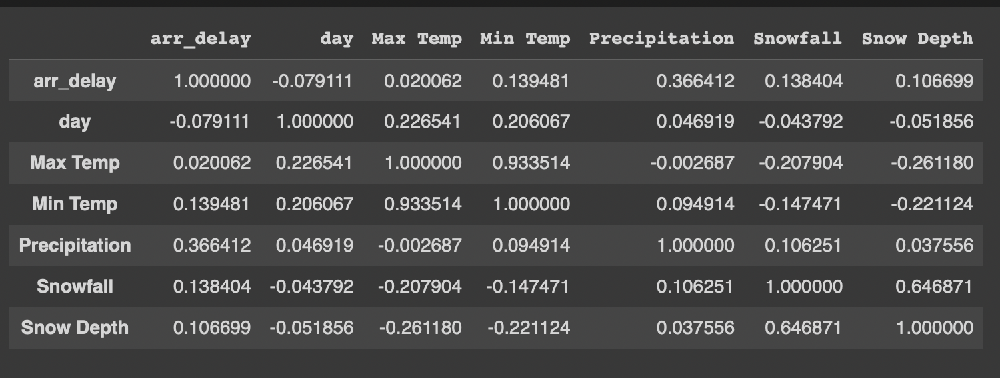 arr_delay day Max Temp Min Temp Precipitation Snowfall Snow Depth
arr_delay 1.000000 -0.079111 0.020062 0.139481 0.366412 0.138404 0.106699
day -0.079111 1.000000 0.226541 0.206067 0.046919 -0.043792 -0.051856
Max Temp 0.020062 0.226541 1.000000 0.933514 -0.002687 -0.207904 -0.261180
Min Temp 0.139481 0.206067 0.933514 1.000000 0.094914 -0.147471 -0.221124
Precipitation 0.366412 0.046919 -0.002687 0.094914 1.000000 0.106251 0.037556
Snowfall 0.138404 -0.043792 -0.207904 -0.147471 0.106251 1.000000 0.646871
Snow Depth 0.106699 -0.051856 -0.261180 -0.221124 0.037556 0.646871 1.000000